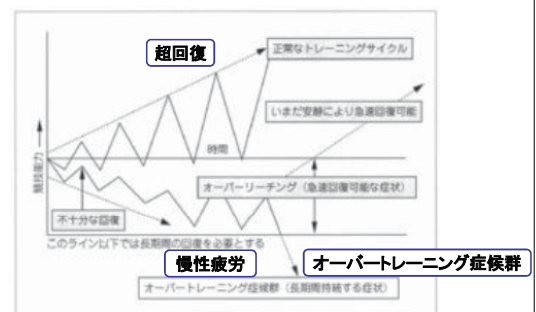 超回復
正常なトレーニングサイクル
いまだ安静により急速回復可能
時間
競技能力
オーバーリーチング（急速回復可能な症状）
不十分な回復
このライン以下では長期間の回復を必要とする
慢性疲労
オーバートレーニング症候群
オーバートレーニング症候群（長期間持続する症状）